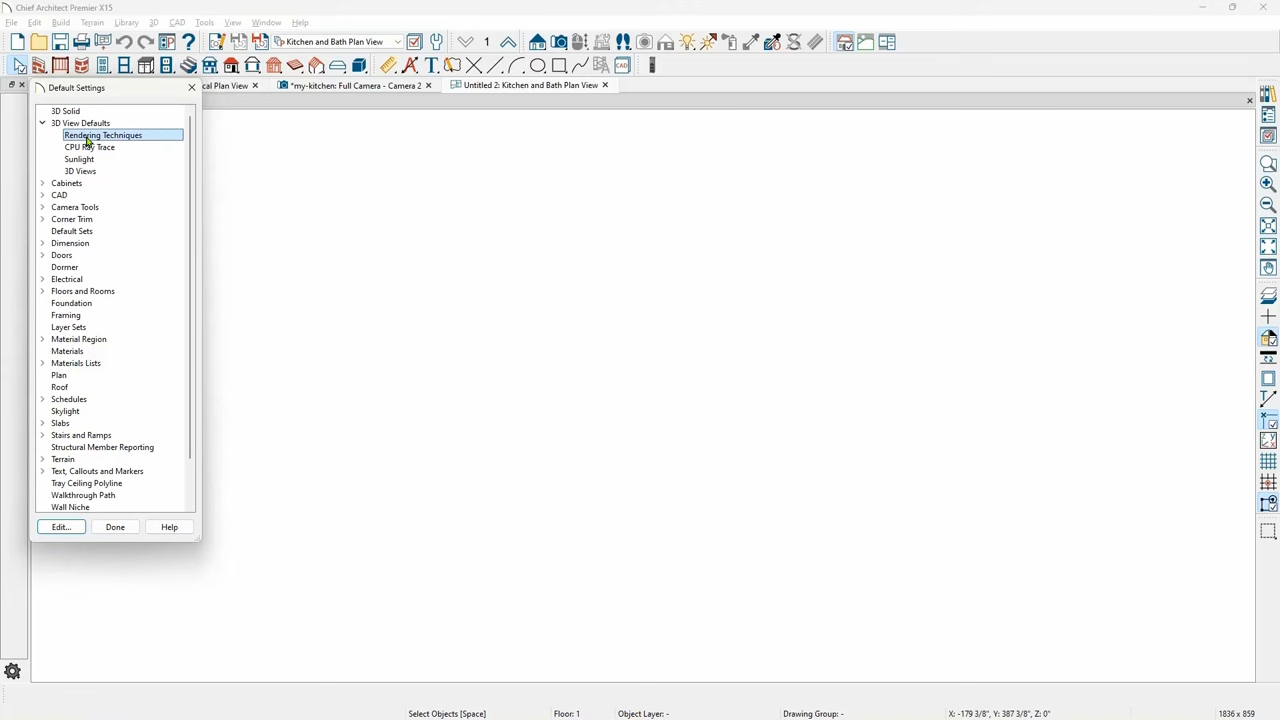 Chief Architect Premier X15
File Edit Build Terrain Library 3D CAD Tools View Window Help
Kitchen and Bath Plan View
1
CAD
Default Settings
cal Plan View
*my-kitchen: Full Camera - Camera 2
Untitled 2: Kitchen and Bath Plan View
3D Solid
3D View Defaults
Rendering Techniques
CPU Ray Trace
Sunlight
3D Views
Cabinets
CAD
Camera Tools
Corner Trim
Default Sets
Dimension
Doors
Dormer
Electrical
Floors and Rooms
Foundation
Framing
Layer Sets
Material Region
Materials
Materials Lists
Plan
Roof
Schedules
Skylight
Slabs
Stairs and Ramps
Structural Member Reporting
Terrain
Text, Callouts and Markers
Tray Ceiling Polyline
Walkthrough Path
Wall Niche
Edit... Done Help
Select Objects [Space] Floor: 1 Object Layer: - Drawing Group: - X: -179 3/8", Y: 387 3/8", Z: 0" 1836 x 859